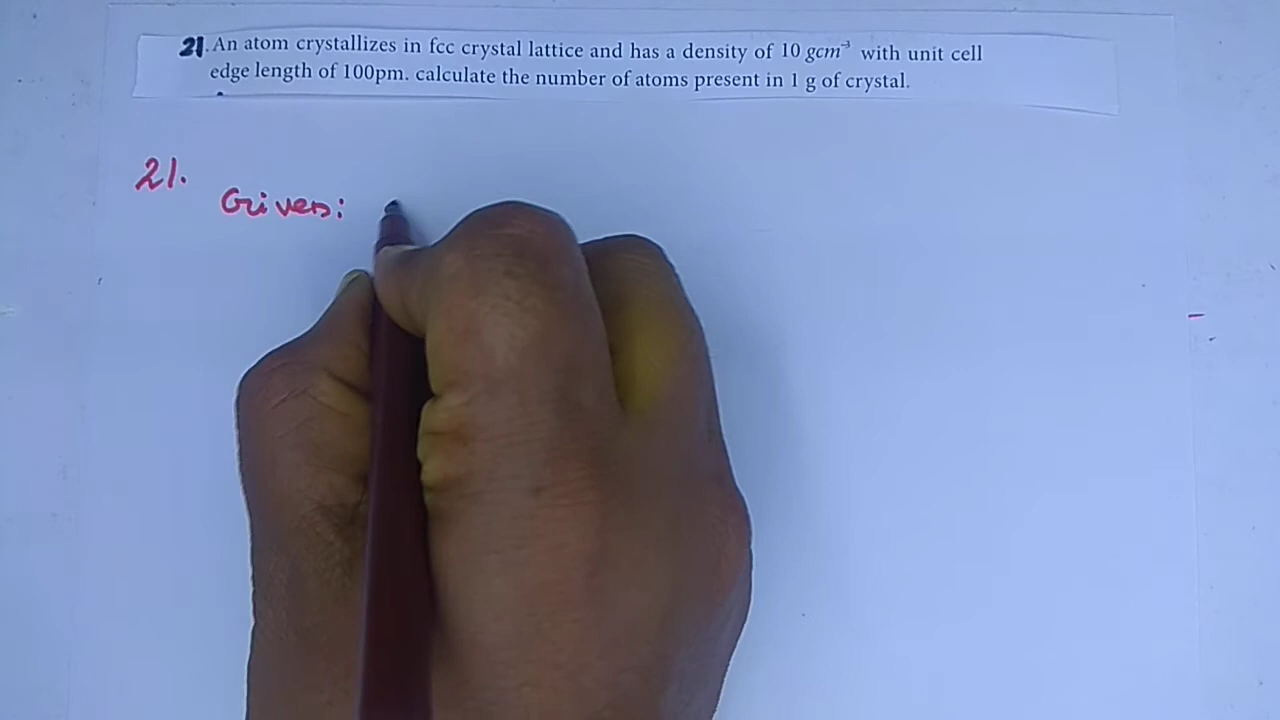 21. An atom crystallizes in fcc crystal lattice and has a density of 10 gcm⁻³ with unit cell
edge length of 100pm. calculate the number of atoms present in 1 g of crystal.
21.
Given: